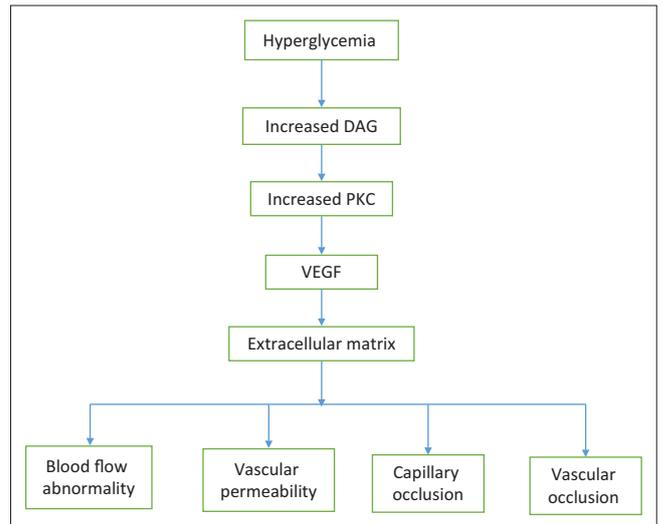 Hyperglycemia
Increased DAG
Increased PKC
VEGF
Extracellular matrix
Blood flow
abnormality
Vascular
permeability
Capillary
occlusion
Vascular
occlusion